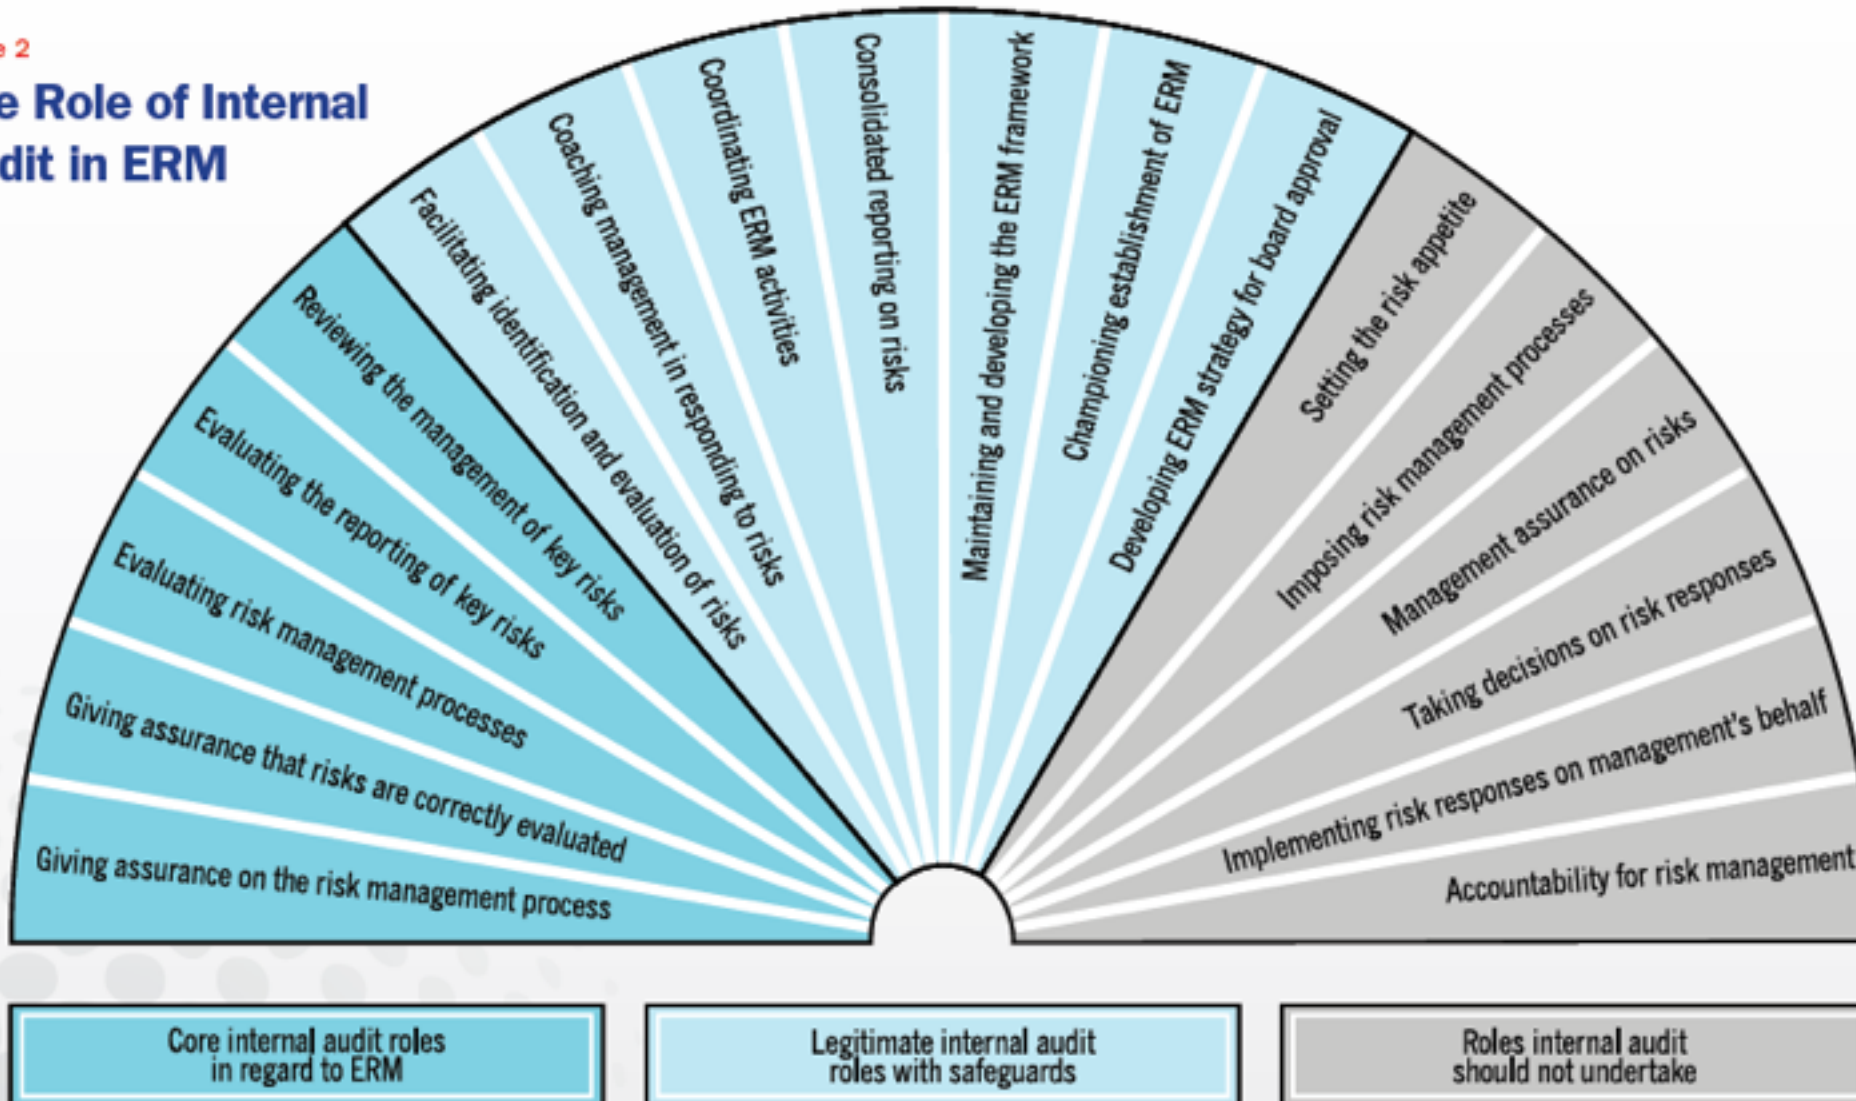 e 2
e Role of Internal
dit in ERM
Giving assurance on the risk management process
Giving assurance that risks are correctly evaluated
Evaluating risk management processes
Evaluating the reporting of key risks
Reviewing the management of key risks
Facilitating identification and evaluation of risks
Coaching management in responding to risks
Coordinating ERM activities
Consolidated reporting on risks
Maintaining and developing the ERM framework
Championing establishment of ERM
Developing ERM strategy for board approval
Setting the risk appetite
Imposing risk management processes
Management assurance on risks
Taking decisions on risk responses
Implementing risk responses on management's behalf
Accountability for risk management
Core internal audit roles
in regard to ERM
Legitimate internal audit
roles with safeguards
Roles internal audit
should not undertake